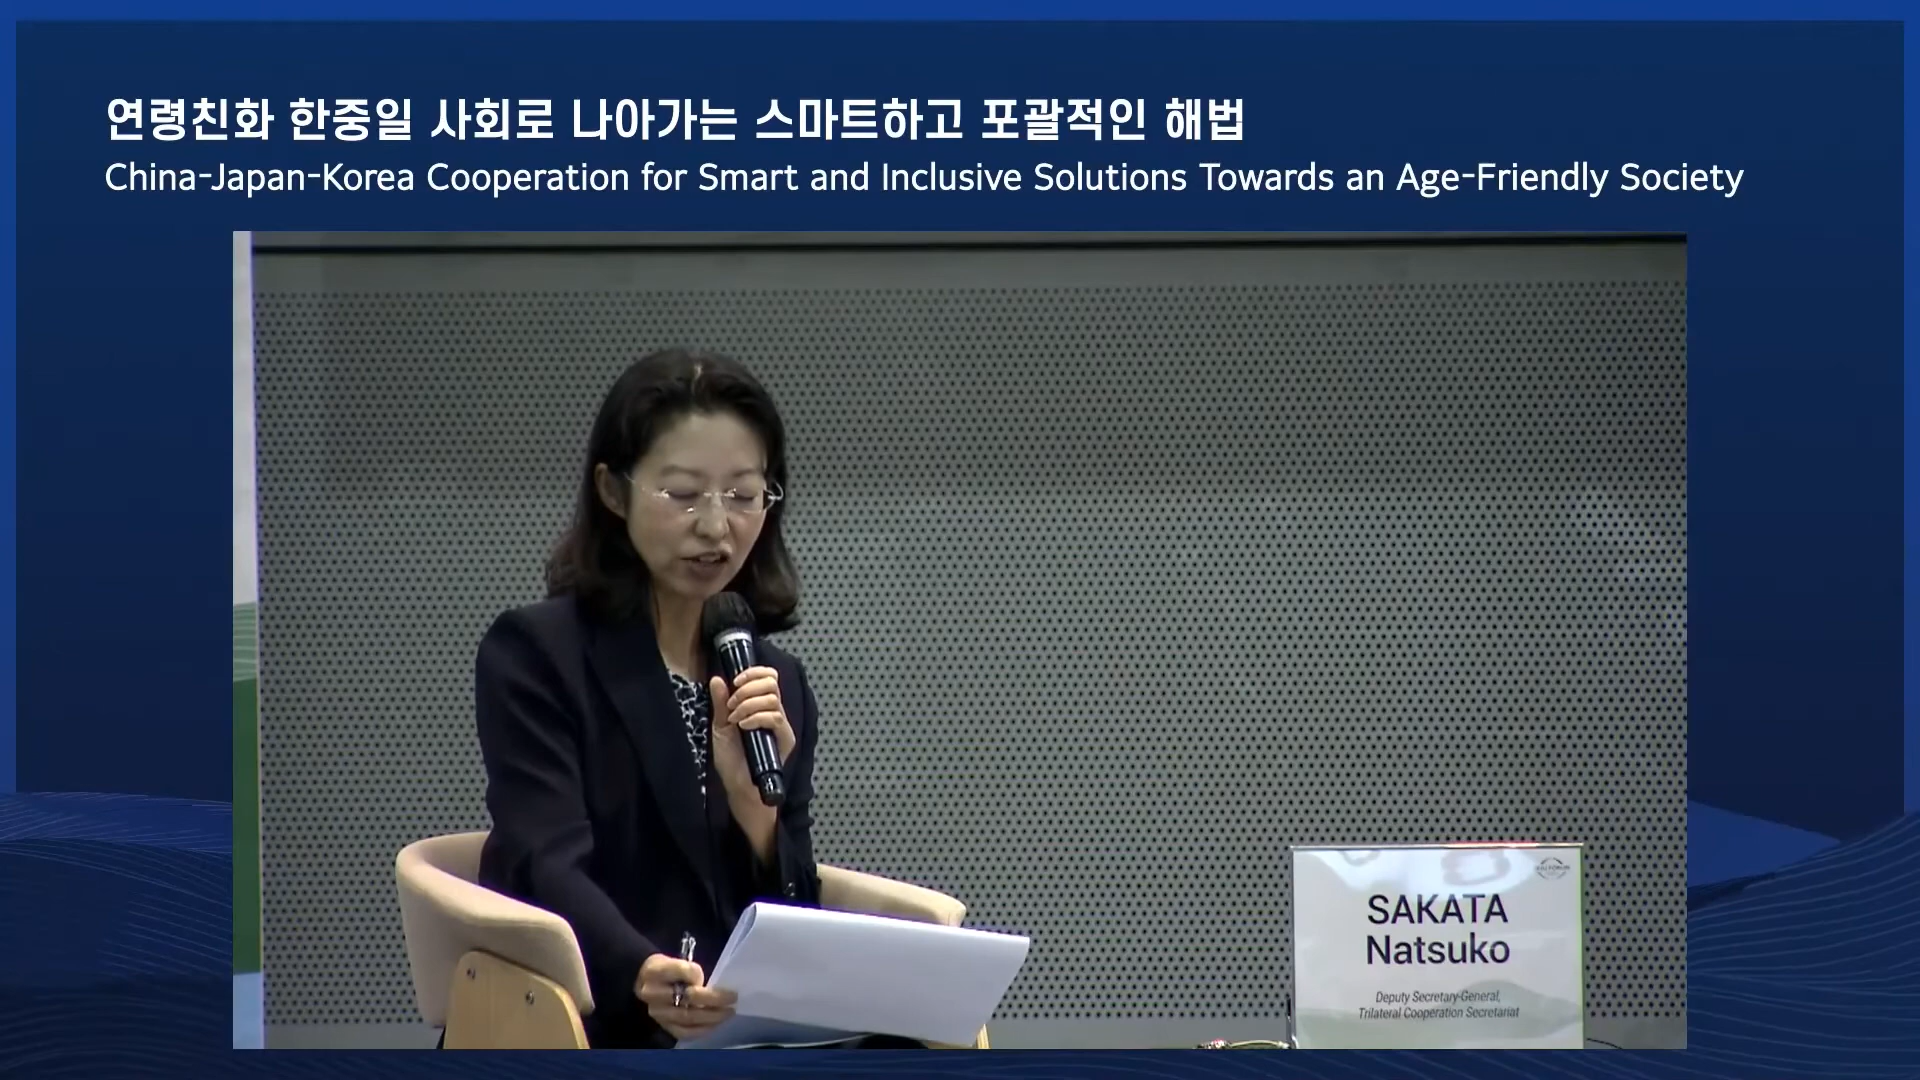 연령친화 한중일 사회로 나아가는 스마트하고 포괄적인 해법
China-Japan-Korea Cooperation for Smart and Inclusive Solutions Towards an Age-Friendly Society
SAKATA
Natsuko
Deputy Secretary-General,
Trilateral Cooperation Secretariat